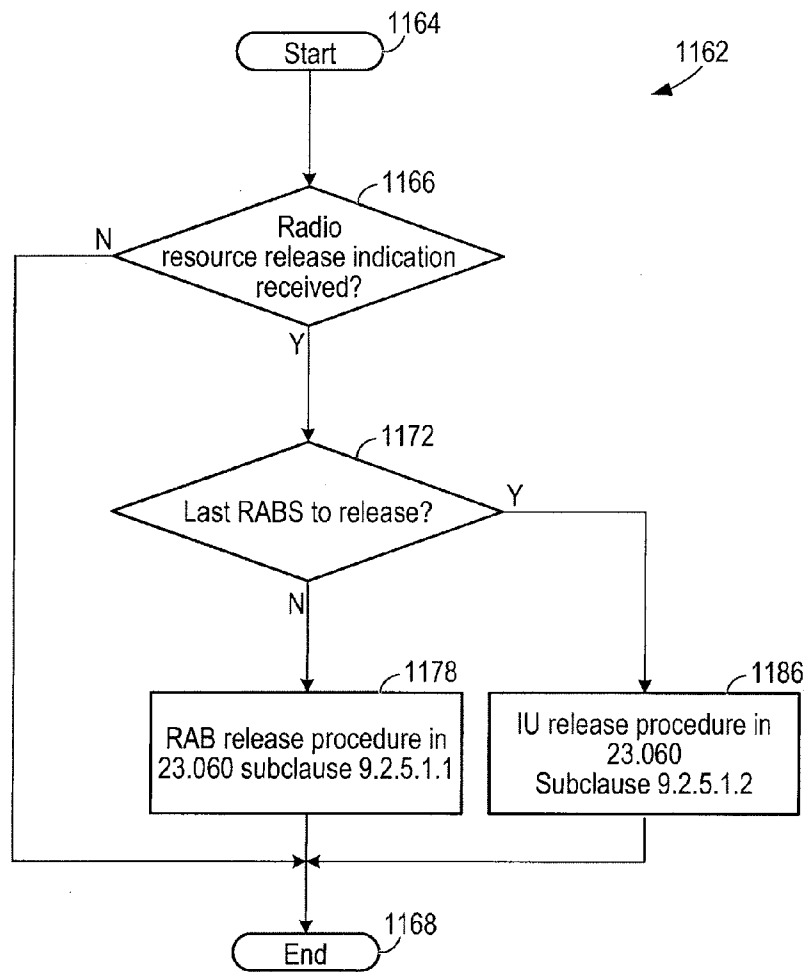 1164
Start
1162
1166
Radio
resource release indication
received?
N
Y
1172
Last RABS to release?
Y
N
1178
RAB release procedure in
23.060 subclause 9.2.5.1.1
1186
IU release procedure in
23.060
Subclause 9.2.5.1.2
1168
End